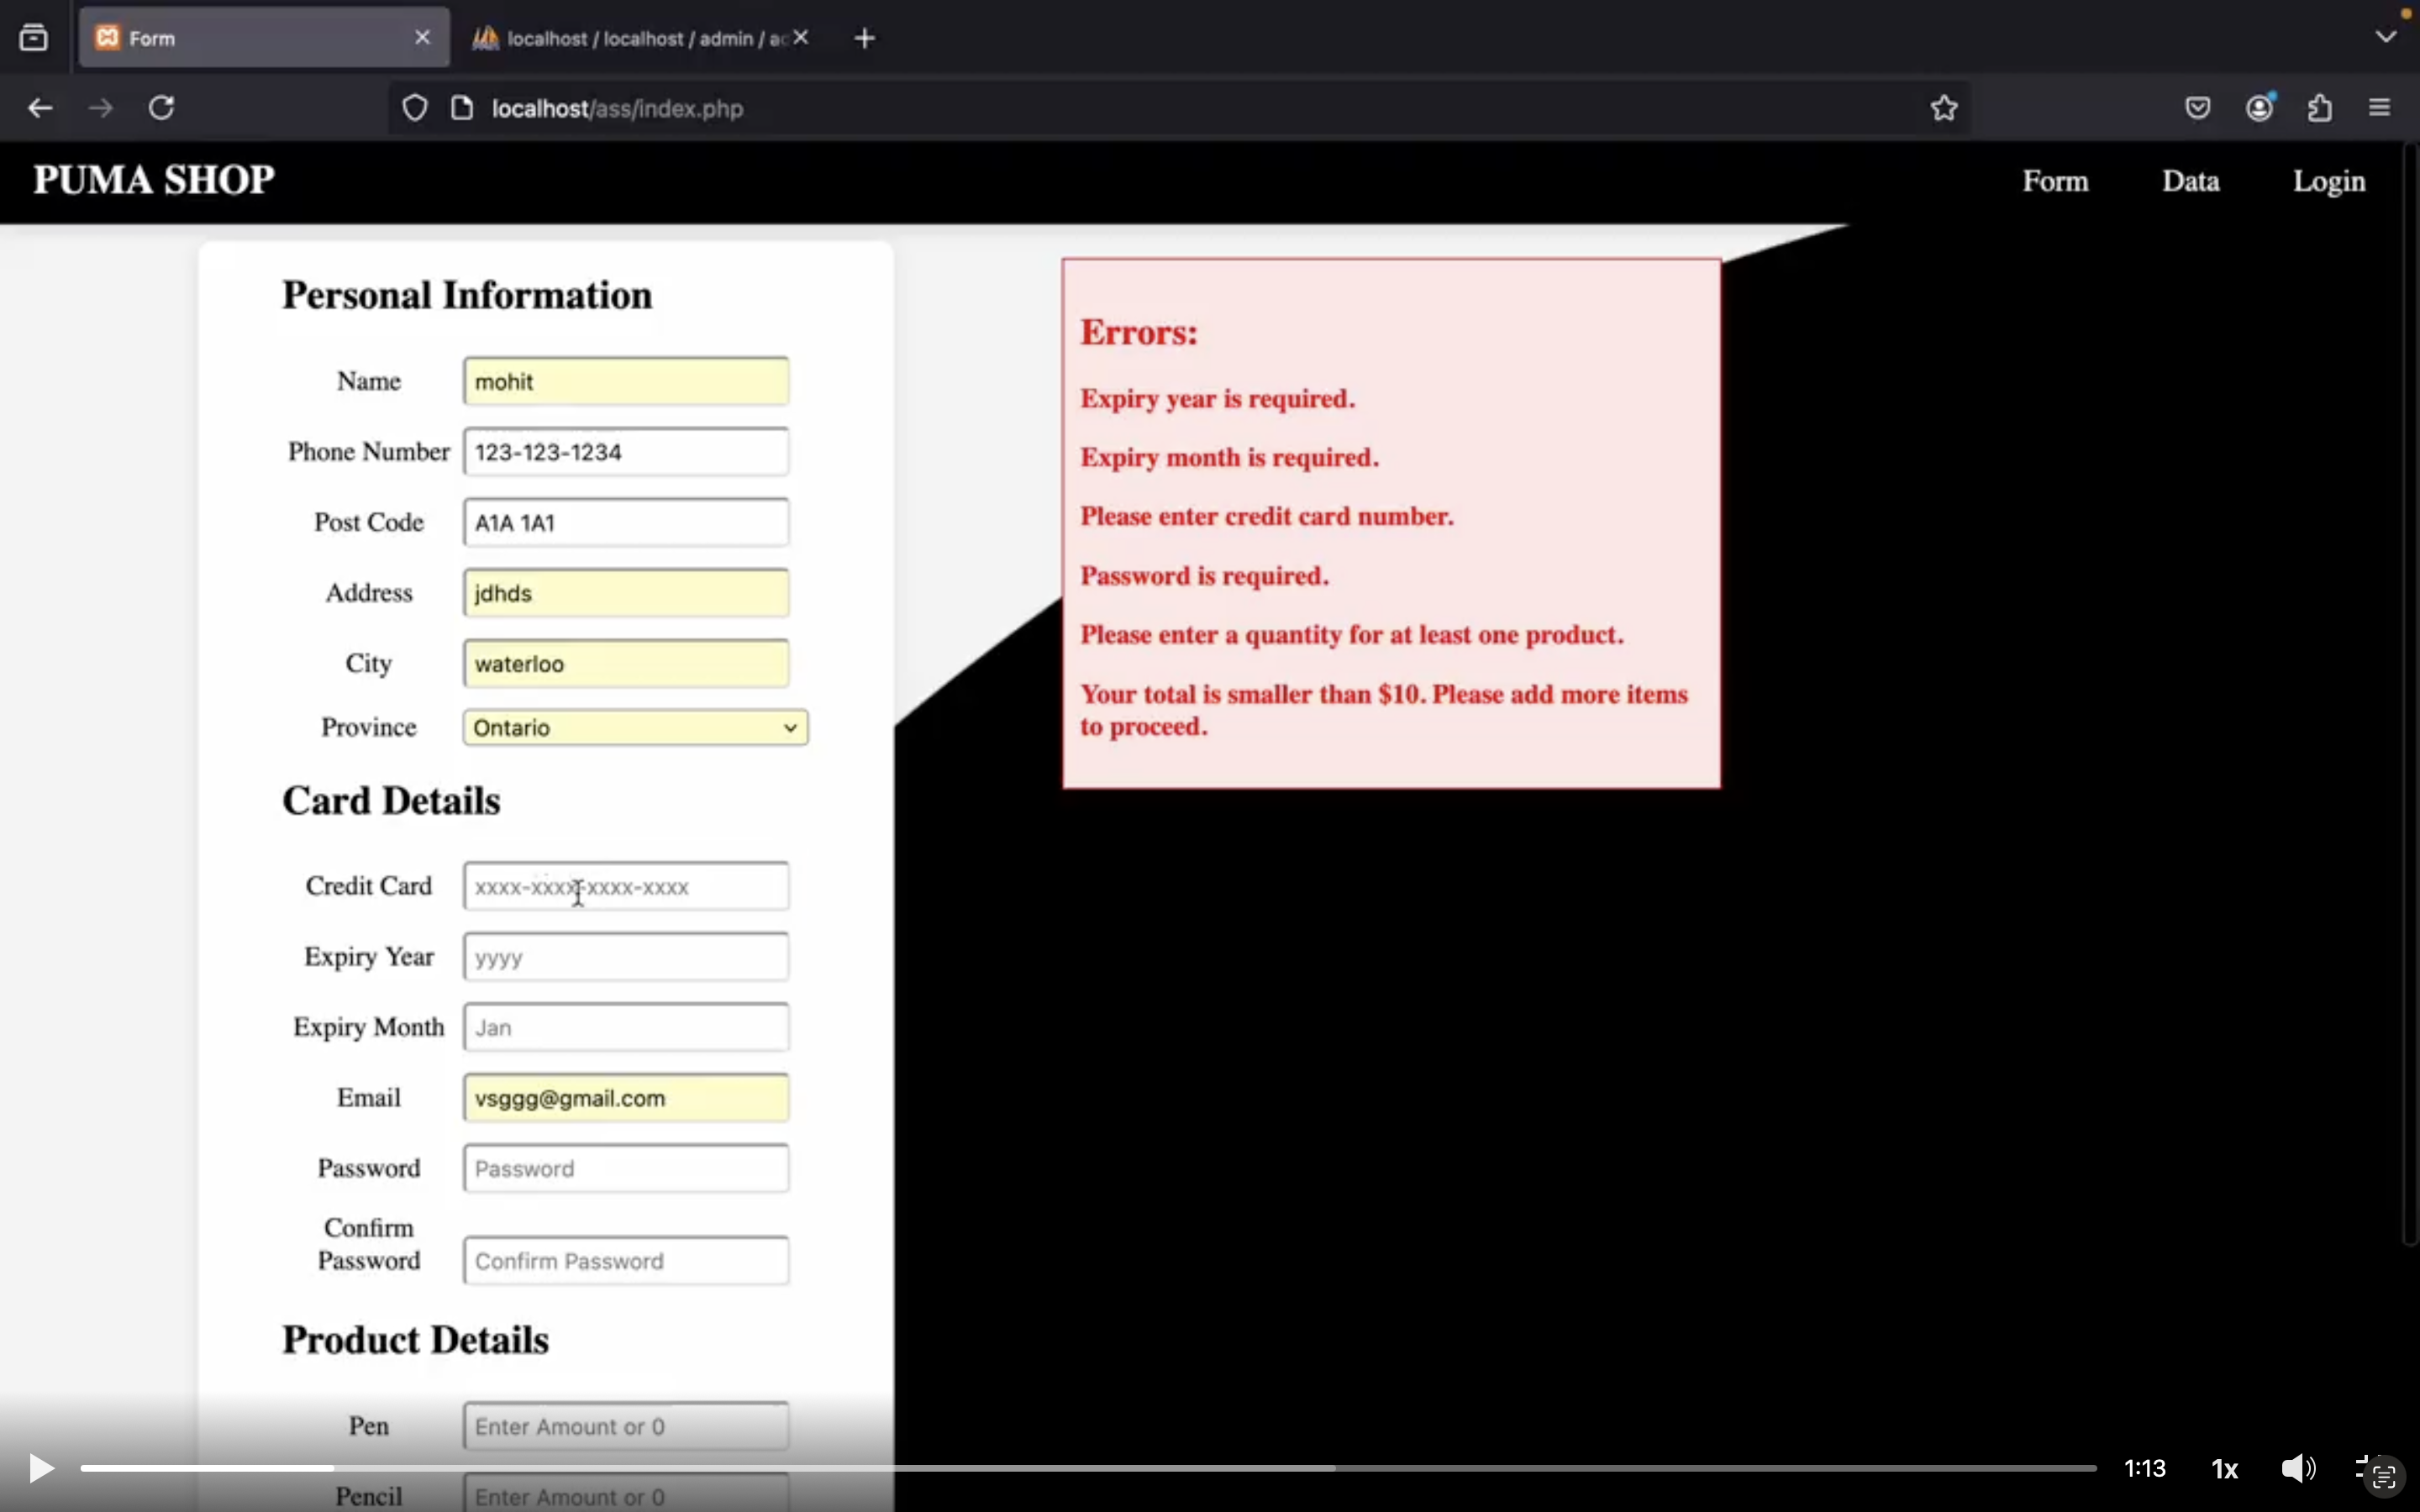 Form
localhost / localhost / admin /
localhost/ass/index.php
PUMA SHOP
Form
Data
Login
Personal Information
Name
mohit
Phone Number
123-123-1234
Post Code
A1A 1A1
Address
jdhds
City
waterloo
Province
Ontario
Card Details
Credit Card
xxxx-xxxx-xxxx-xxxx
Expiry Year
yyyy
Expiry Month
Jan
Email
vsggg@gmail.com
Password
Password
Confirm
Password
Confirm Password
Product Details
Pen
Enter Amount or 0
Pencil
Enter Amount or 0
Errors:
Expiry year is required.
Expiry month is required.
Please enter credit card number.
Password is required.
Please enter a quantity for at least one product.
Your total is smaller than $10. Please add more items
to proceed.
1:13
1x